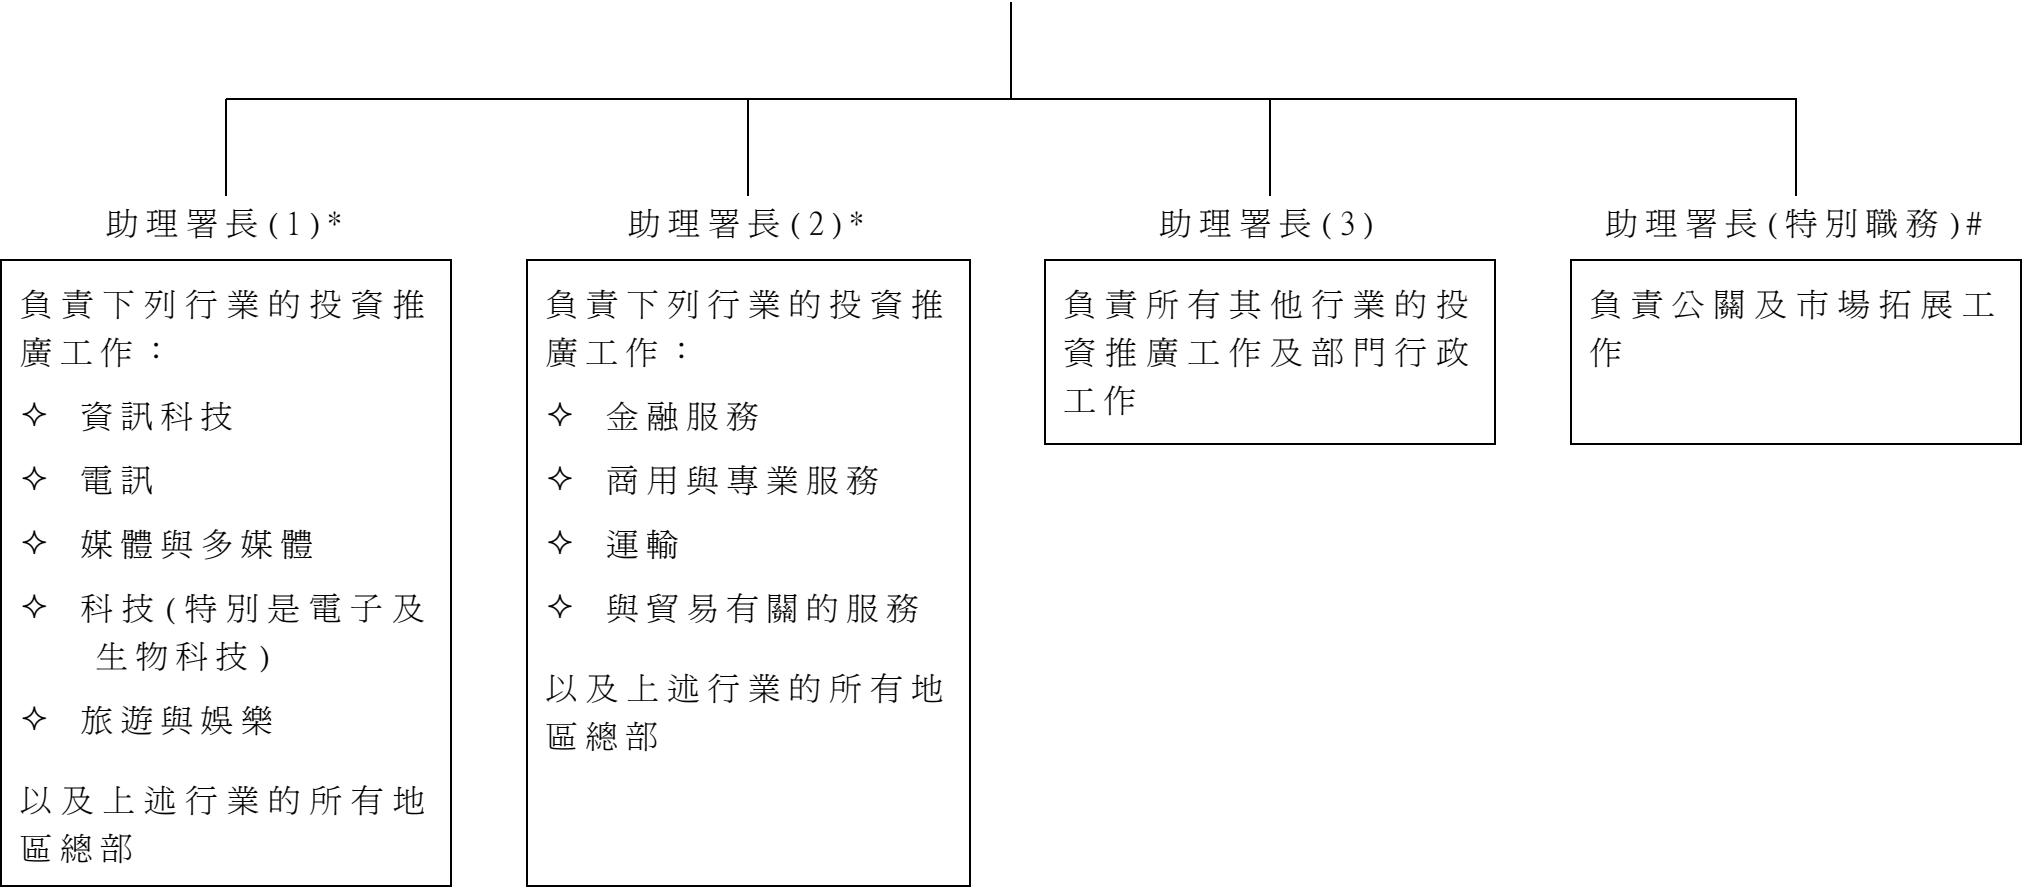 助理署長(1)*
負責下列行業的投資推
廣工作：
✧ 資訊科技
✧ 電訊
✧ 媒體與多媒體
✧ 科技(特別是電子及
生物科技)
✧ 旅遊與娛樂
以及上述行業的所有地
區總部
助理署長(2)*
負責下列行業的投資推
廣工作：
✧ 金融服務
✧ 商用與專業服務
✧ 運輸
✧ 與貿易有關的服務
以及上述行業的所有地
區總部
助理署長(3)
負責所有其他行業的投
資推廣工作及部門行政
工作
助理署長(特別職務)#
負責公關及市場拓展工
作